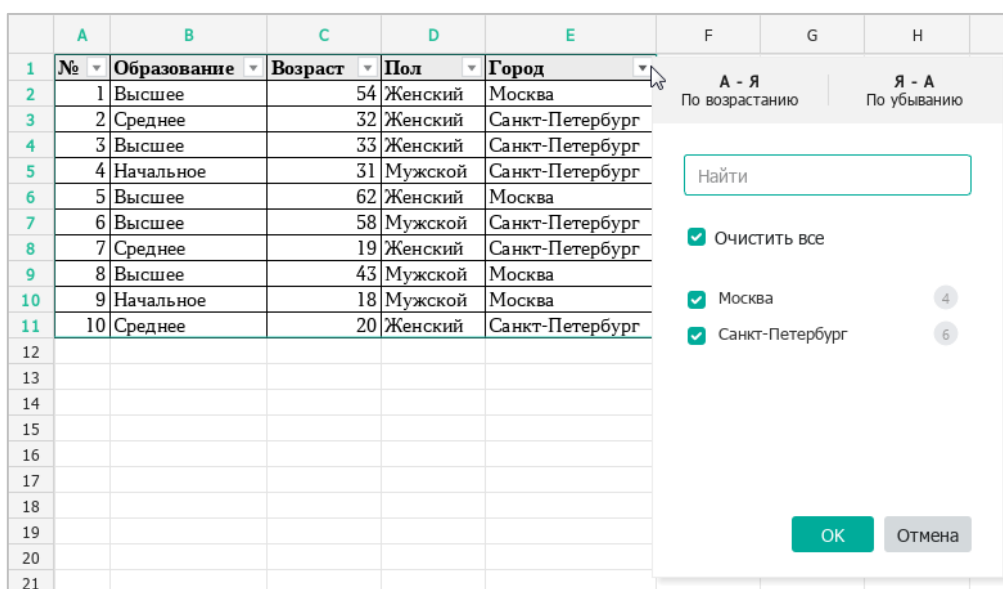 A B C D E F G H
1 № Образование Возраст Пол Город
2 1 Высшее 54 Женский Москва
3 2 Среднее 32 Женский Санкт-Петербург
4 3 Высшее 33 Женский Санкт-Петербург
5 4 Начальное 31 Мужской Санкт-Петербург
6 5 Высшее 62 Женский Москва
7 6 Высшее 58 Мужской Санкт-Петербург
8 7 Среднее 19 Женский Санкт-Петербург
9 8 Высшее 43 Мужской Москва
10 9 Начальное 18 Мужской Москва
11 10 Среднее 20 Женский Санкт-Петербург
12
13
14
15
16
17
18
19
20
21
А - Я Я - А
По возрастанию По убыванию
Найти
Очистить все
Москва 4
Санкт-Петербург 6
OK Отмена